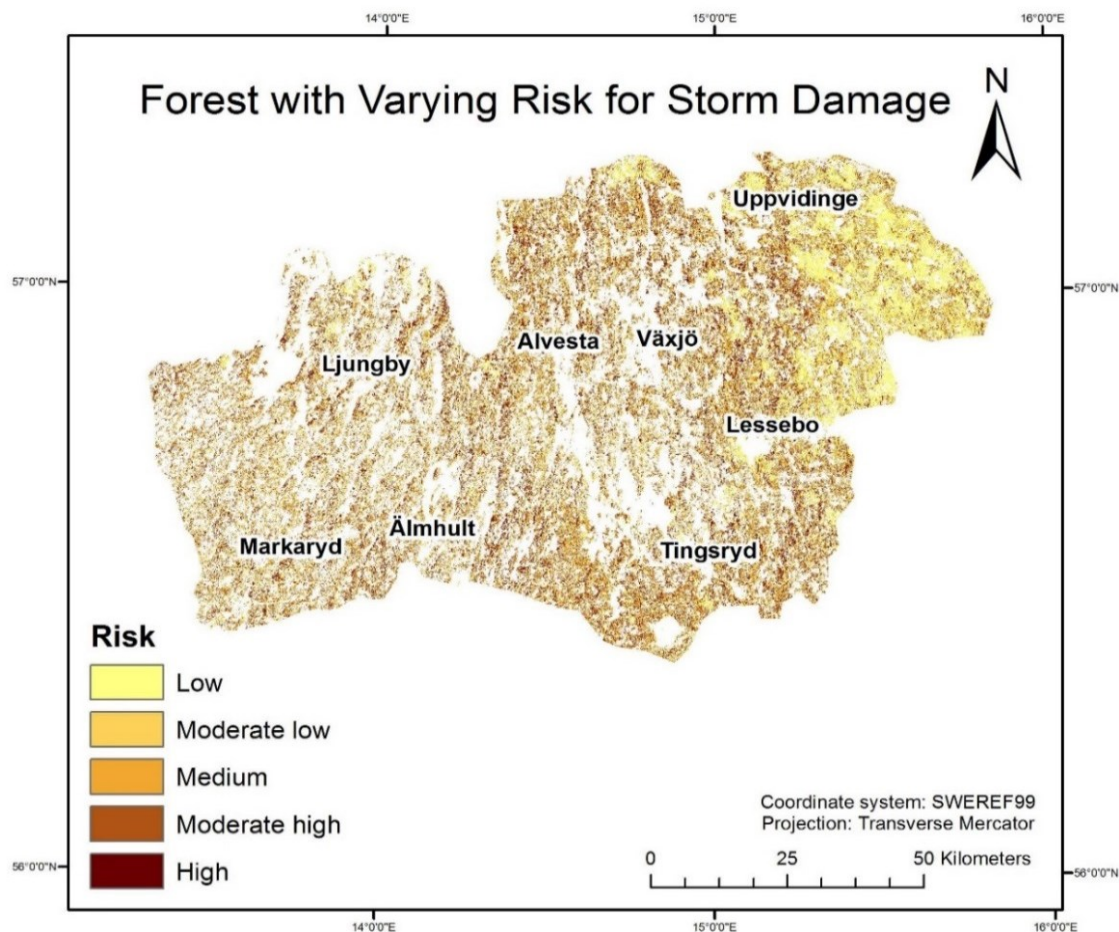 14°0'0"E 15°0'0"E 16°0'0"E
Forest with Varying Risk for Storm Damage
N
Uppvidinge
57°0'0"N 57°0'0"N
Alvesta Växjö
Ljungby
Lessebo
Älmhult
Markaryd Tingsryd
Risk
Low
Moderate low
Medium
Moderate high
High
Coordinate system: SWEREF99
Projection: Transverse Mercator
0 25 50 Kilometers
56°0'0"N 56°0'0"N
14°0'0"E 15°0'0"E 16°0'0"E